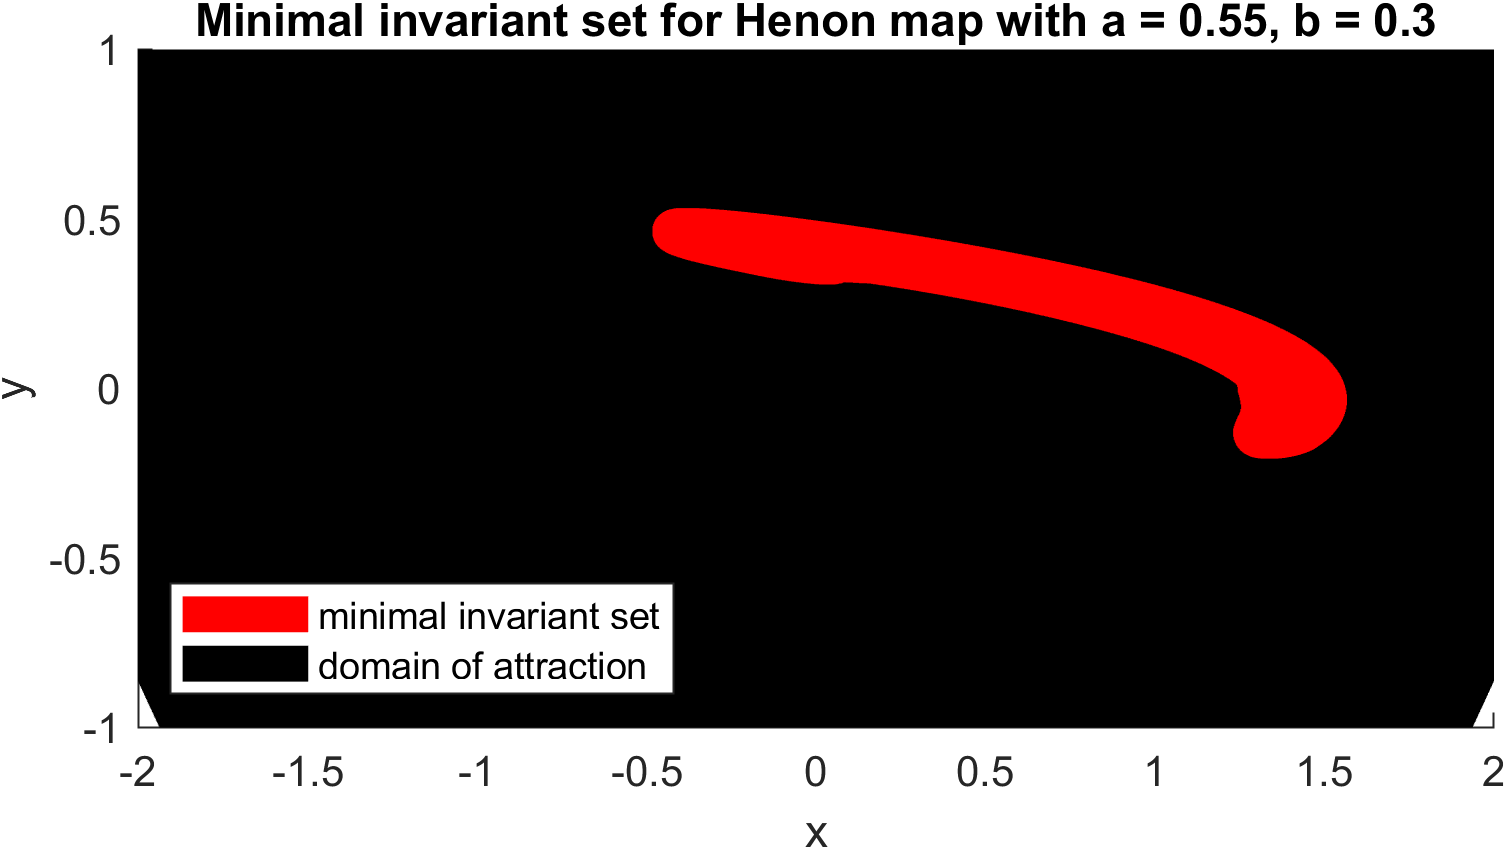 Minimal invariant set for Henon map with a = 0.55, b = 0.3
1
0.5
0
-0.5
-1
y
minimal invariant set
domain of attraction
-2 -1.5 -1 -0.5 0 0.5 1 1.5 2
x